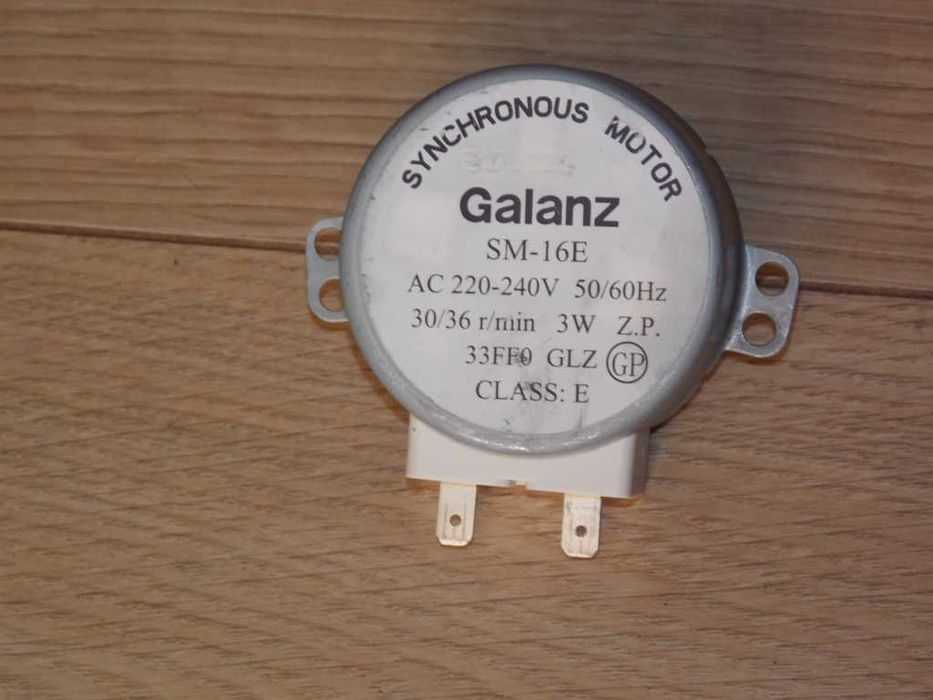 SYNCHRONOUS MOTOR
Galanz
SM-16E
AC 220-240V 50/60Hz
30/36 r/min 3W Z.P.
33FF0 GLZ GP
CLASS: E